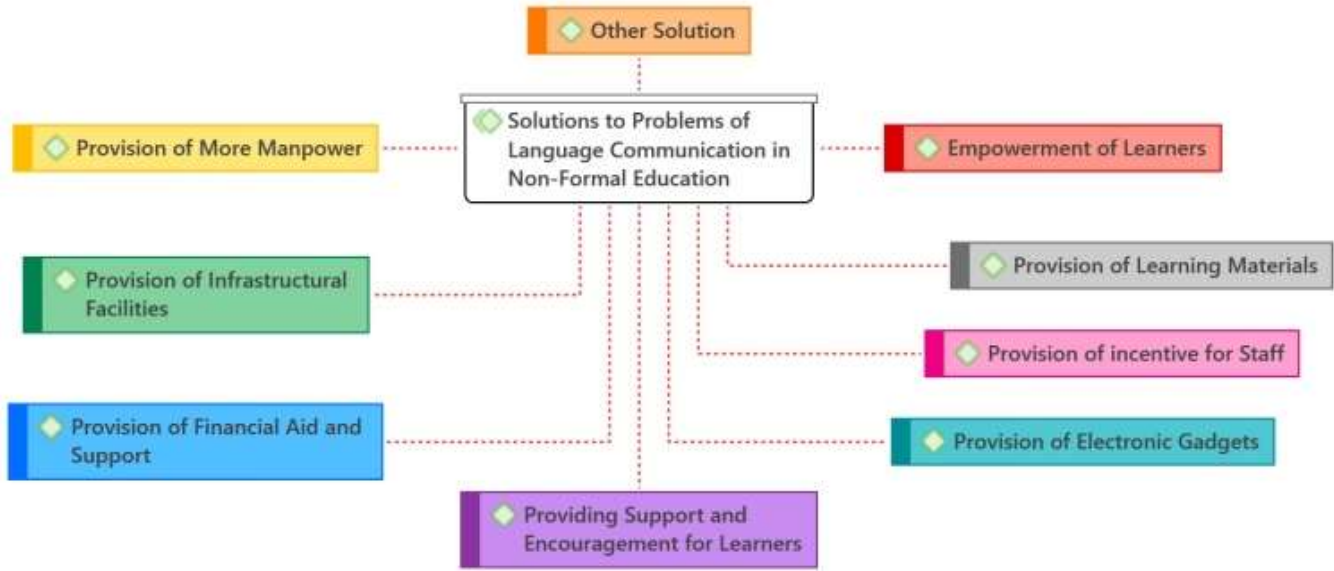 Other Solution
Solutions to Problems of
Language Communication in
Non-Formal Education
Provision of More Manpower
Empowerment of Learners
Provision of Infrastructural
Facilities
Provision of Learning Materials
Provision of incentive for Staff
Provision of Financial Aid and
Support
Provision of Electronic Gadgets
Providing Support and
Encouragement for Learners